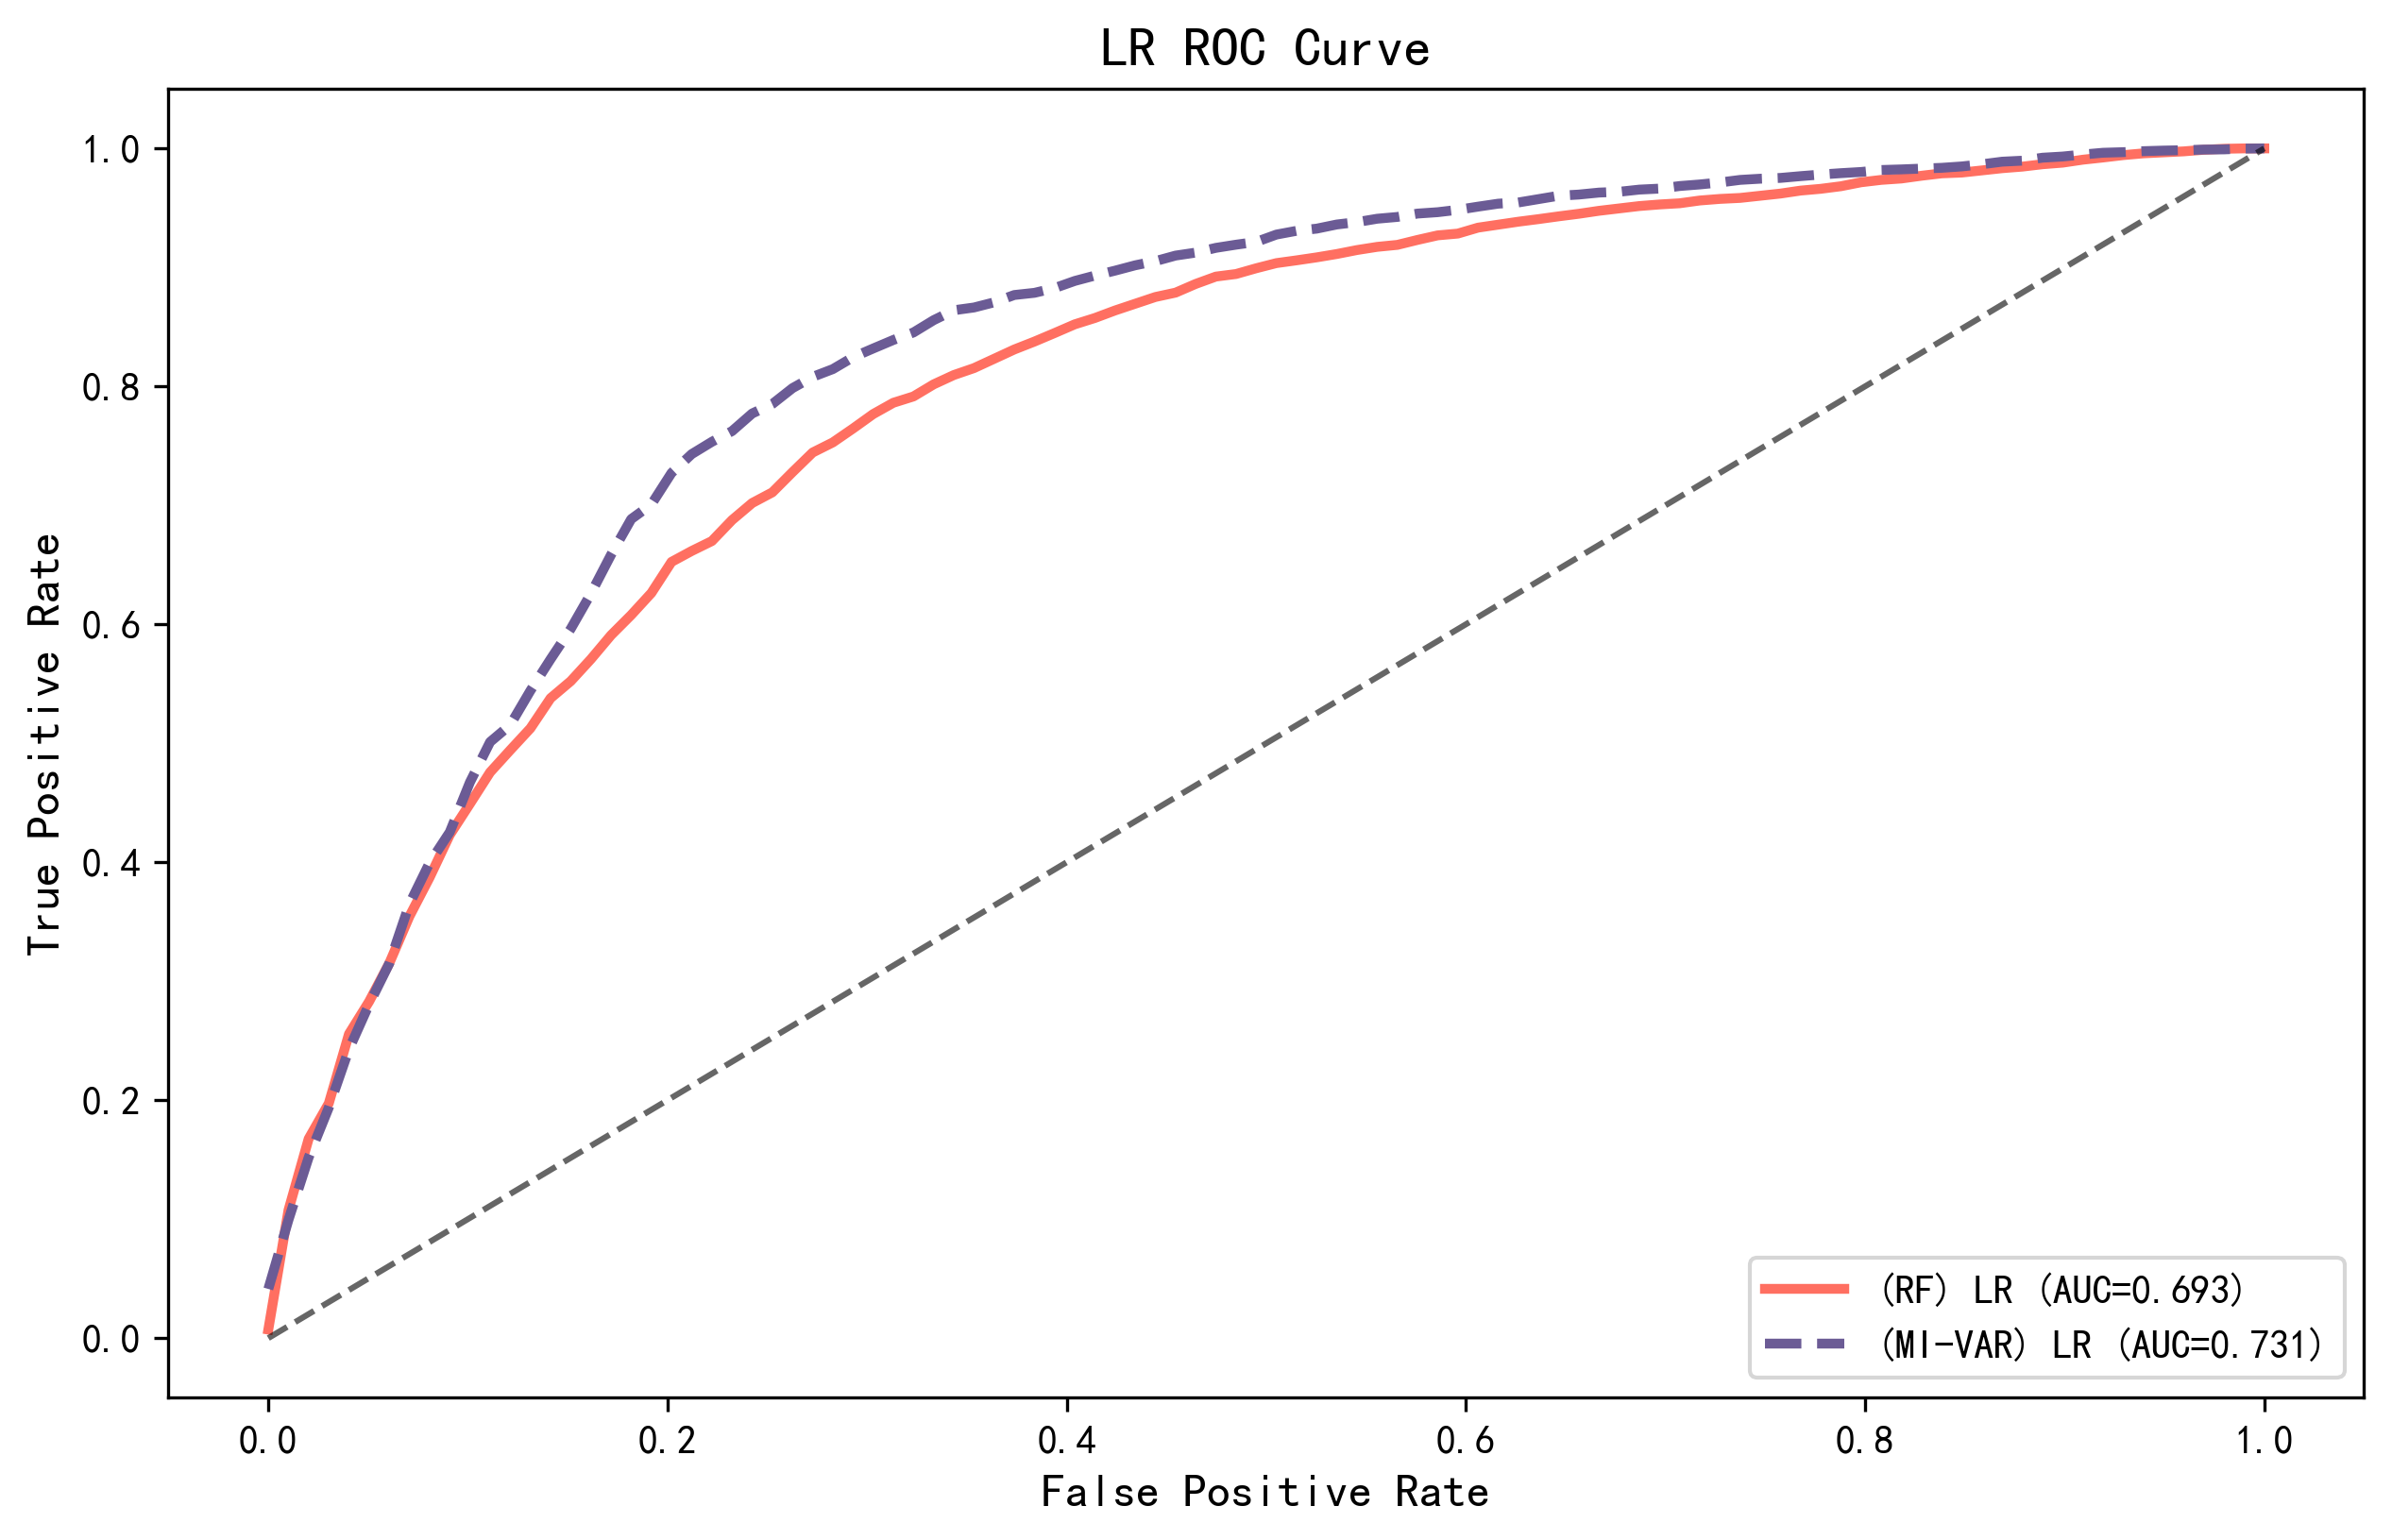 LR ROC Curve
True Positive Rate
1.0
0.8
0.6
0.4
0.2
0.0
0.0 0.2 0.4 0.6 0.8 1.0
False Positive Rate
(RF) LR (AUC=0.693)
(MI-VAR) LR (AUC=0.731)